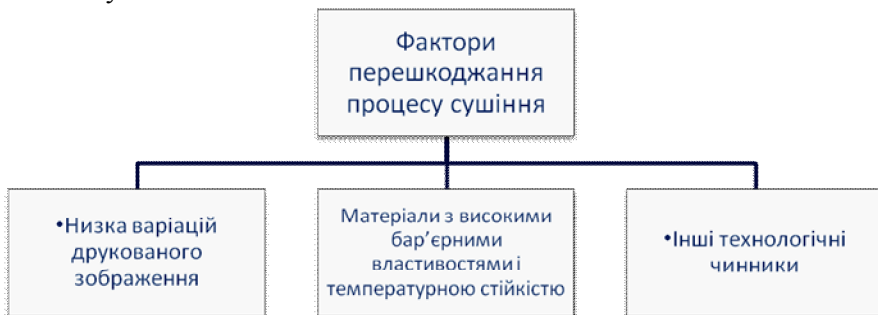 Фактори
перешкоджання
процесу сушіння
•Низка варіацій
друкованого
зображення
Матеріали з високими
бар’єрними
властивостями і
температурною стійкістю
•Інші технологічні
чинники